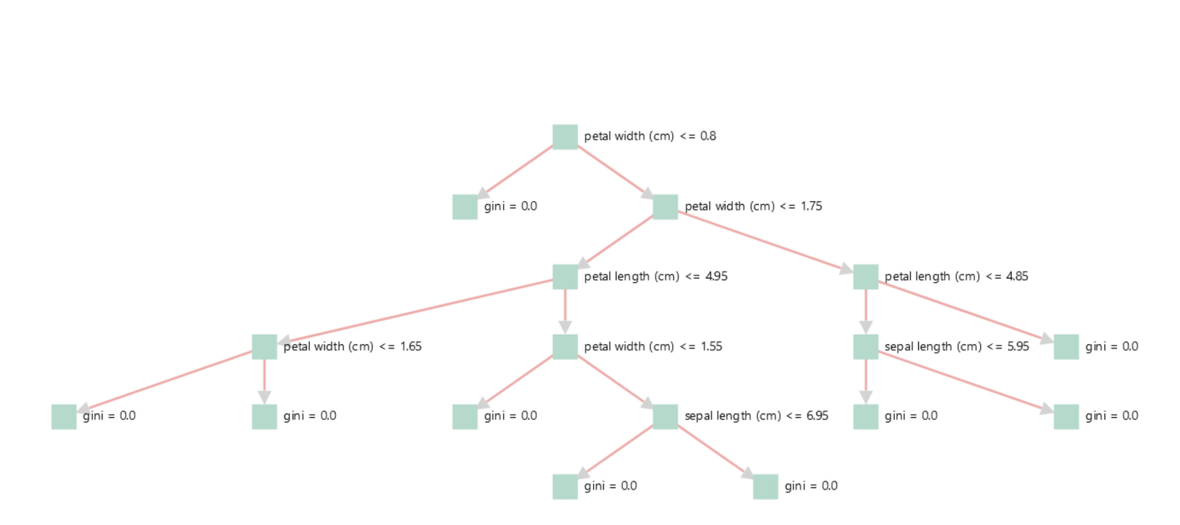 petal width (cm) <= 0.8
gini = 0.0
petal width (cm) <= 1.75
petal length (cm) <= 4.95
petal length (cm) <= 4.85
petal width (cm) <= 1.65
petal width (cm) <= 1.55
sepal length (cm) <= 5.95
gini = 0.0
gini = 0.0
gini = 0.0
gini = 0.0
sepal length (cm) <= 6.95
gini = 0.0
gini = 0.0
gini = 0.0
gini = 0.0